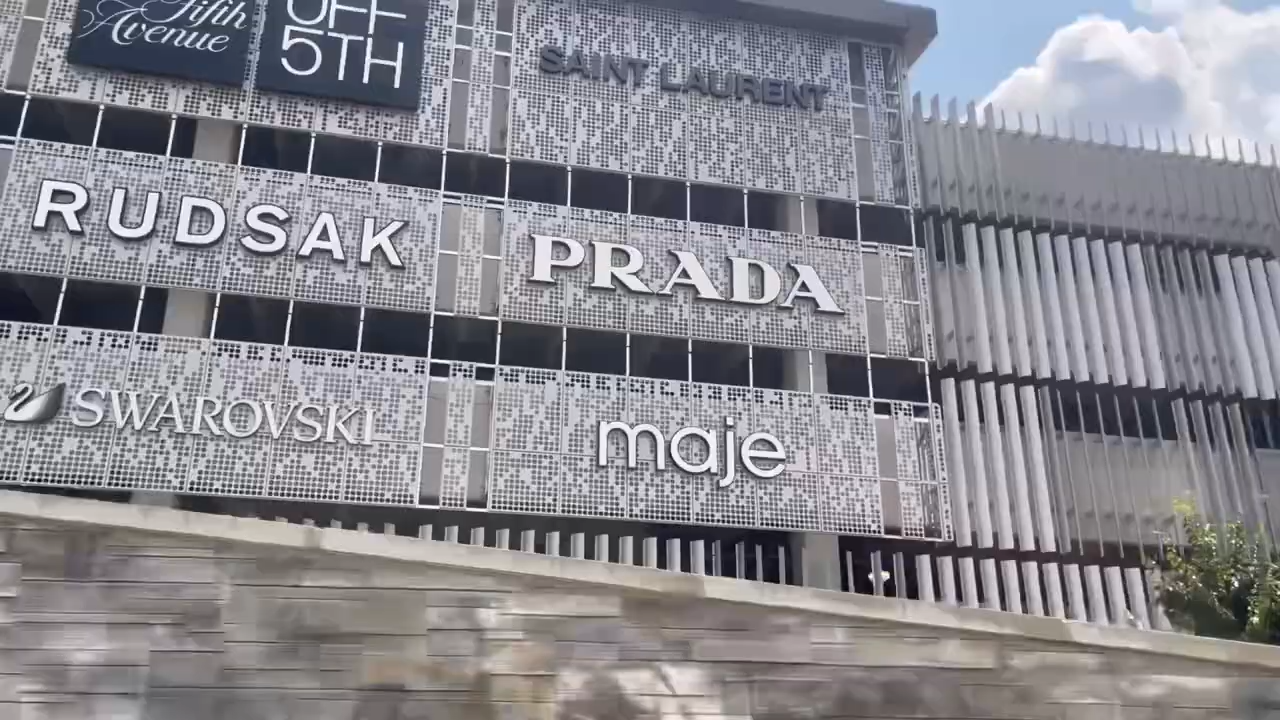 Fifth
Avenue
OFF
5TH
SAINT LAURENT
RUDSAK
PRADA
SWAROVSKI
maje